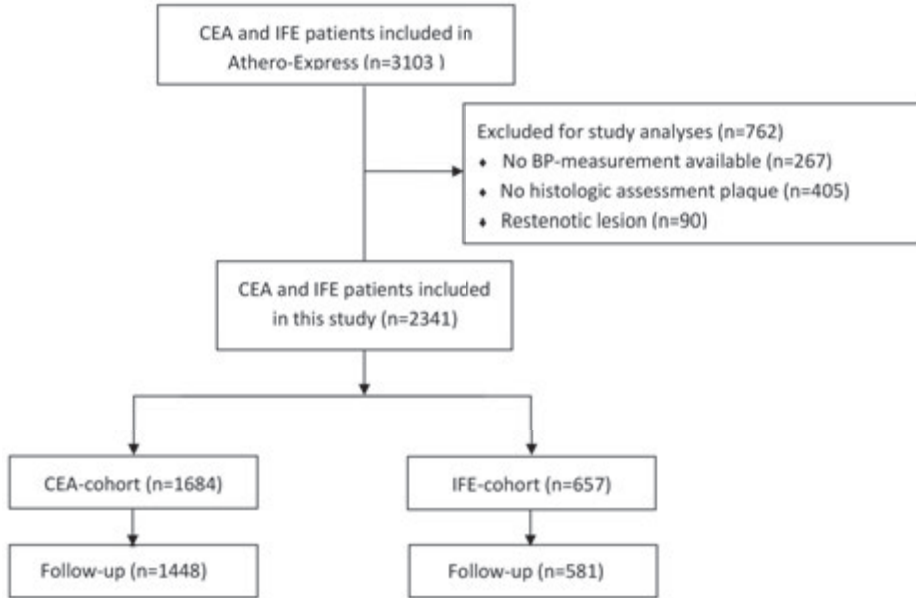 CEA and IFE patients included in
Athero-Express (n=3103 )
Excluded for study analyses (n=762)
⬧ No BP-measurement available (n=267)
⬧ No histologic assessment plaque (n=405)
⬧ Restenotic lesion (n=90)
CEA and IFE patients included
in this study (n=2341)
CEA-cohort (n=1684)
IFE-cohort (n=657)
Follow-up (n=1448)
Follow-up (n=581)